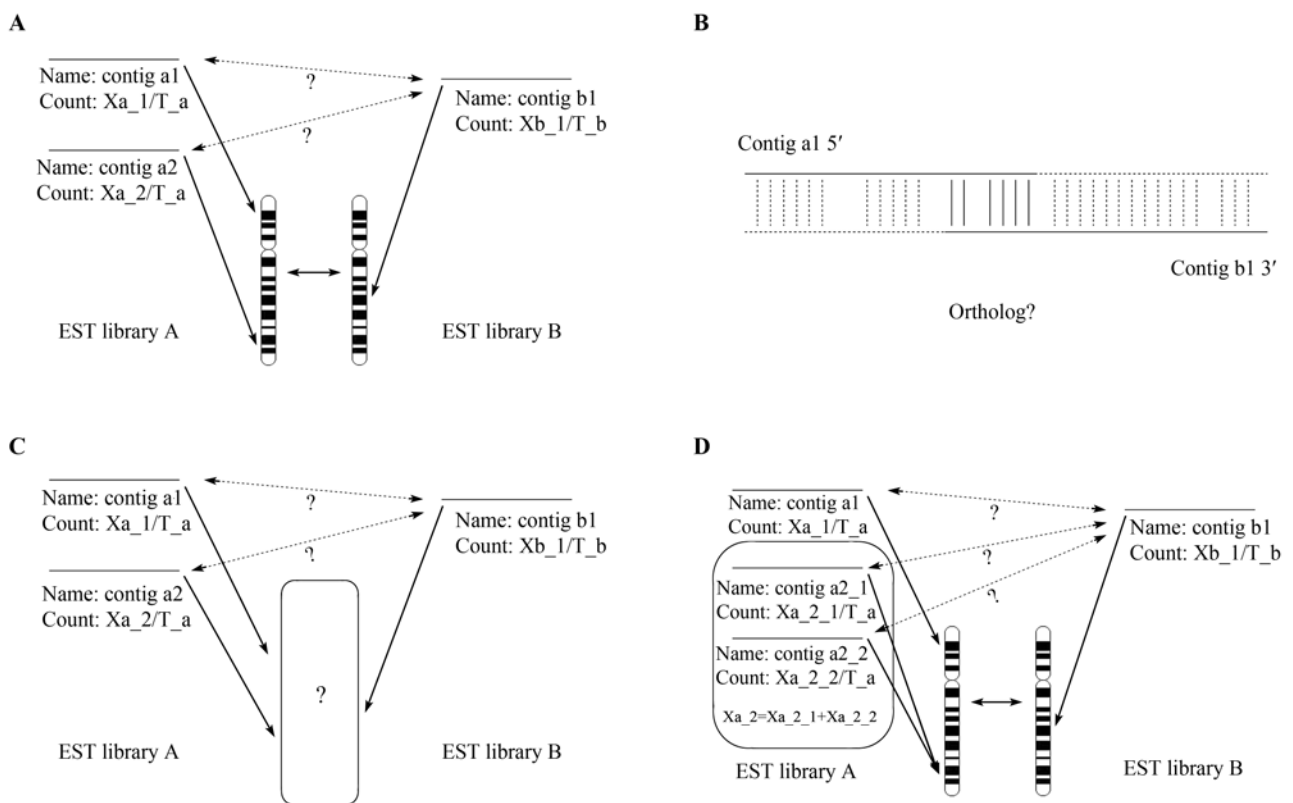 A
Name: contig a1
Count: Xa_1/T_a
?
Name: contig b1
Count: Xb_1/T_b
?
Name: contig a2
Count: Xa_2/T_a
EST library A
EST library B
B
Contig a1 5′
Contig b1 3′
Ortholog?
C
Name: contig a1
Count: Xa_1/T_a
?
Name: contig b1
Count: Xb_1/T_b
?
Name: contig a2
Count: Xa_2/T_a
?
EST library A
EST library B
D
Name: contig a1
Count: Xa_1/T_a
?
Name: contig b1
Count: Xb_1/T_b
?
Name: contig a2_1
Count: Xa_2_1/T_a
?
Name: contig a2_2
Count: Xa_2_2/T_a
Xa_2=Xa_2_1+Xa_2_2
EST library A
EST library B